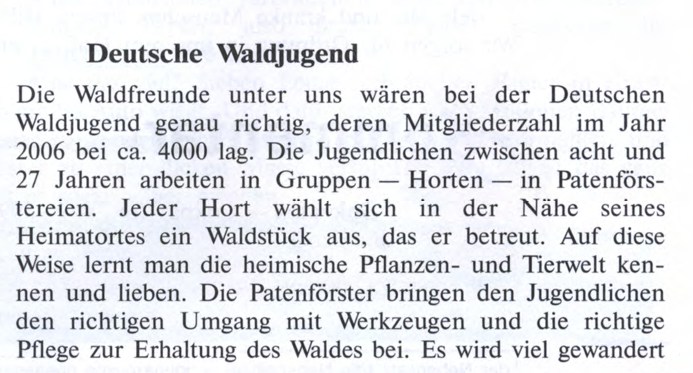 Deutsche Waldjugend
Die Waldfreunde unter uns wären bei der Deutschen
Waldjugend genau richtig, deren Mitgliederzahl im Jahr
2006 bei ca. 4000 lag. Die Jugendlichen zwischen acht und
27 Jahren arbeiten in Gruppen — Horten — in Patenförs-
tereien. Jeder Hort wählt sich in der Nähe seines
Heimatortes ein Waldstück aus, das er betreut. Auf diese
Weise lernt man die heimische Pflanzen- und Tierwelt ken-
nen und lieben. Die Patenförster bringen den Jugendlichen
den richtigen Umgang mit Werkzeugen und die richtige
Pflege zur Erhaltung des Waldes bei. Es wird viel gewandert